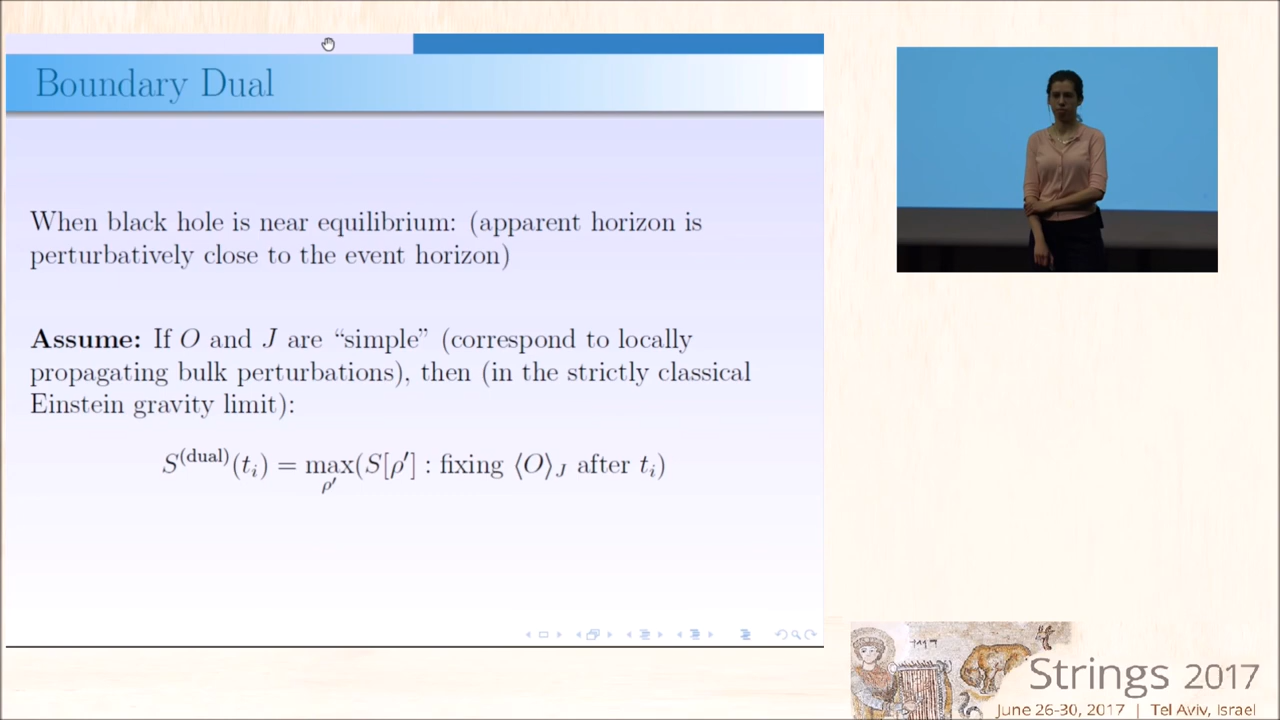 Boundary Dual
When black hole is near equilibrium: (apparent horizon is
perturbatively close to the event horizon)
Assume: If O and J are “simple” (correspond to locally
propagating bulk perturbations), then (in the strictly classical
Einstein gravity limit):
S^(dual)(t_i) = max_ρ′(S[ρ′] : fixing ⟨O⟩_J after t_i)
Strings 2017
June 26-30, 2017 | Tel Aviv, Israel